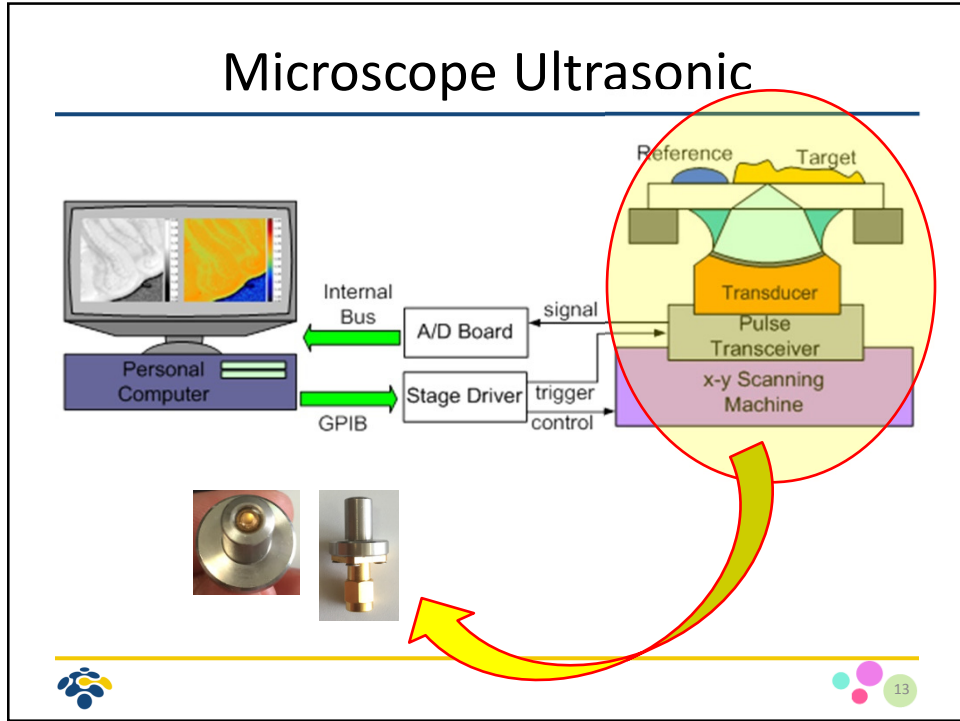 Microscope Ultrasonic
Reference
Target
Internal
Bus
signal
A/D Board
Transducer
Pulse
Transceiver
Personal
Computer
GPIB
Stage Driver
trigger
control
x-y Scanning
Machine
13